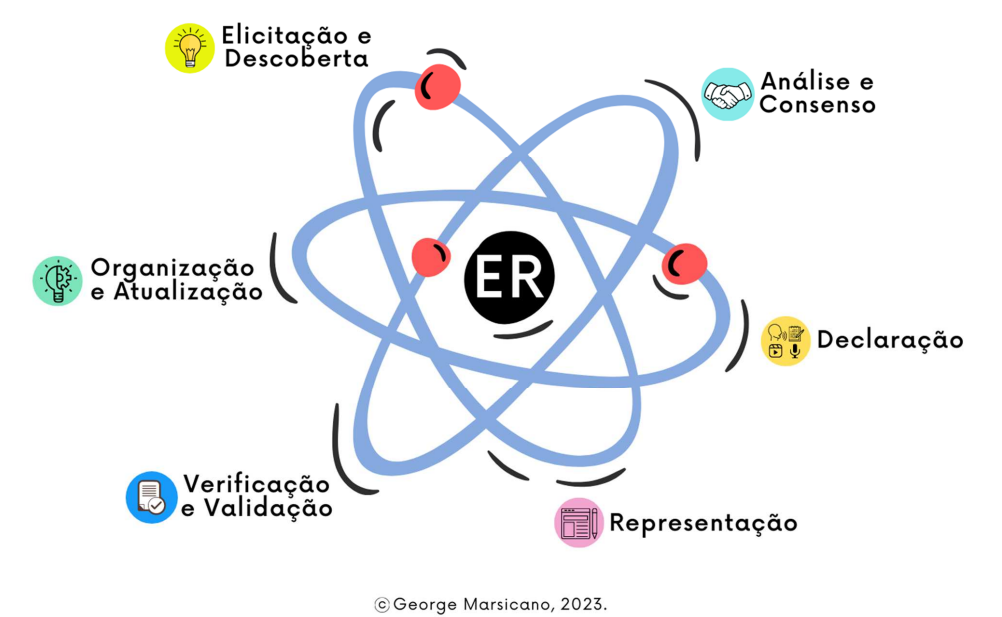 Elicitação e
Descoberta
Análise e
Consenso
Organização
e Atualização
ER
Declaração
Verificação
e Validação
Representação
©George Marsicano, 2023.